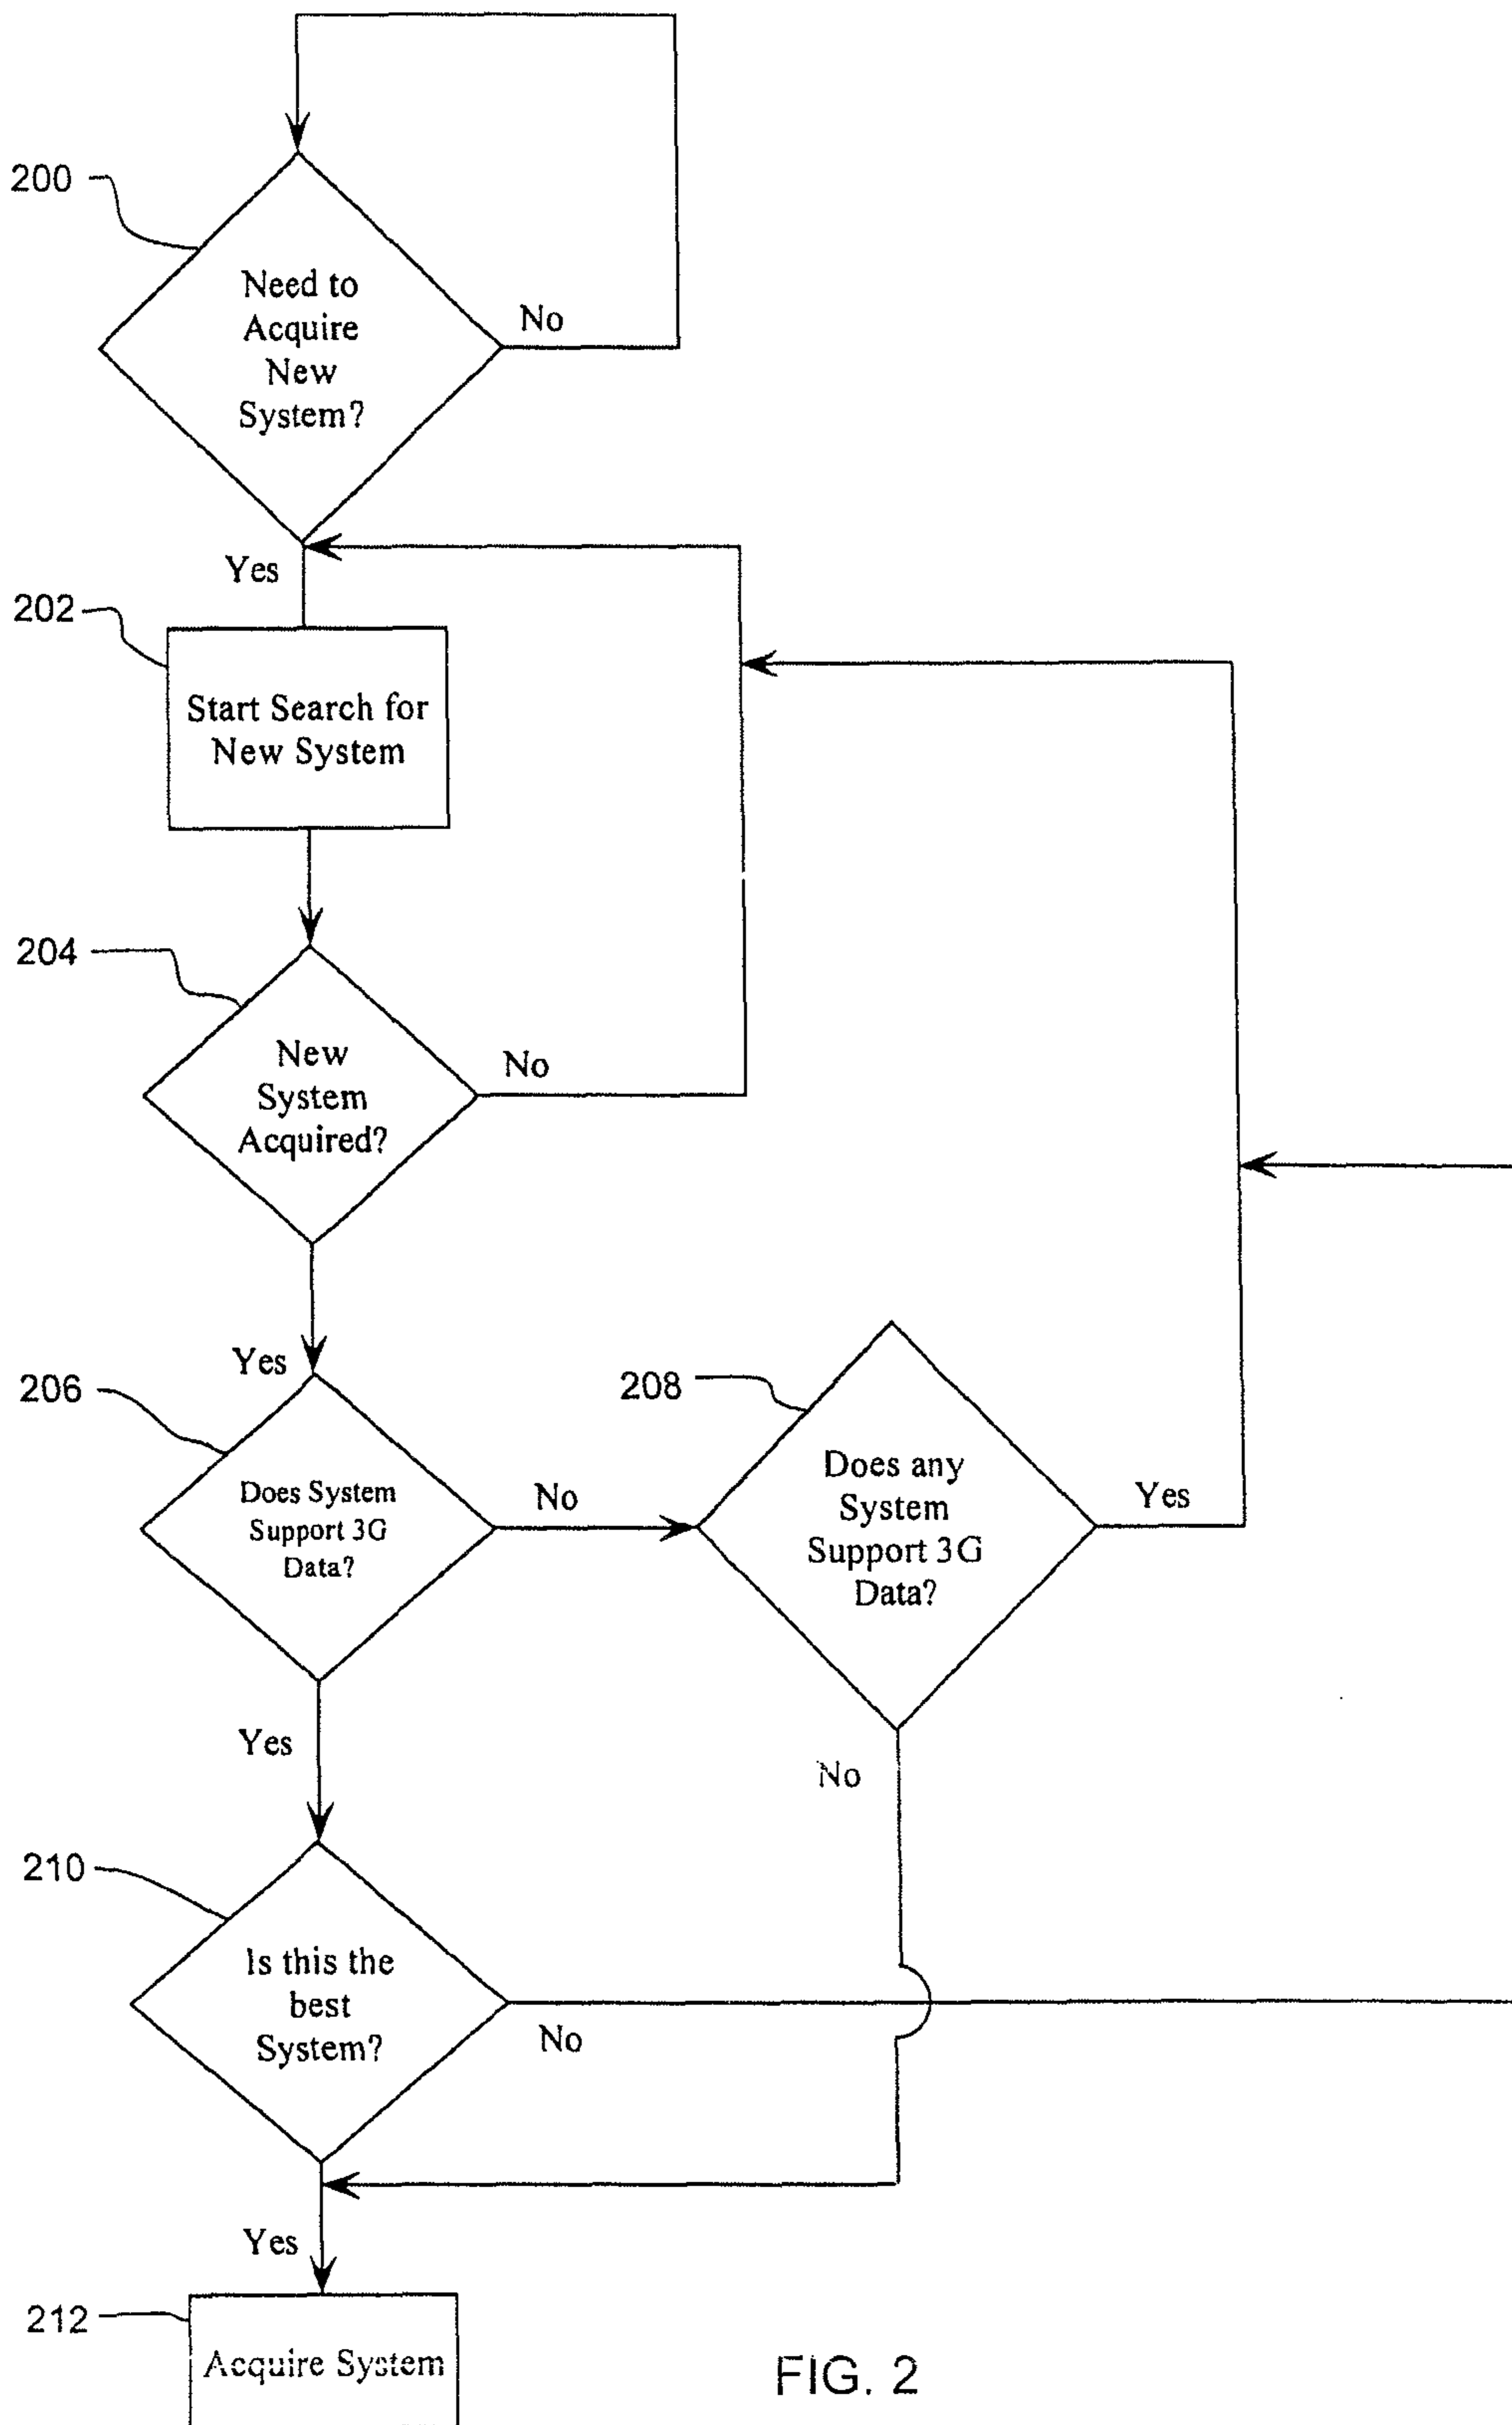 200
Need to
Acquire
New
System?
No
Yes
202
Start Search for
New System
204
New
System
Acquired?
No
Yes
206
Does System
Support 3G
Data?
No
208
Does any
System
Support 3G
Data?
Yes
Yes
No
210
Is this the
best
System?
No
Yes
212
Acquire System
FIG. 2